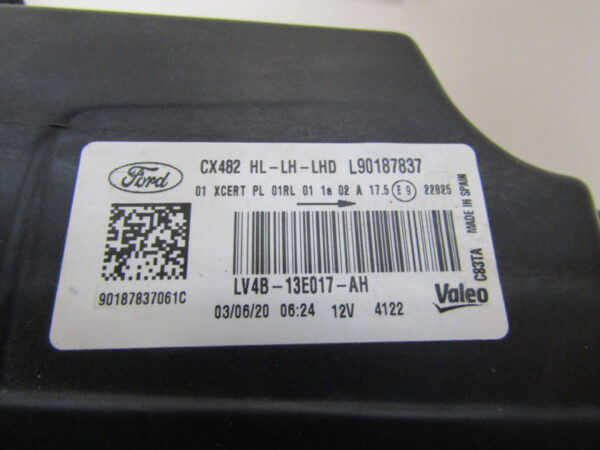 Ford
CX482 HL-LH-LHD L90187837
01 XCERT PL 01RL 01 1a 02 A 17.5 E9 22825
LV4B-13E017-AH
90187837061C
03/06/20 06:24 12V 4122
Valeo
C83TA MADE IN SPAIN